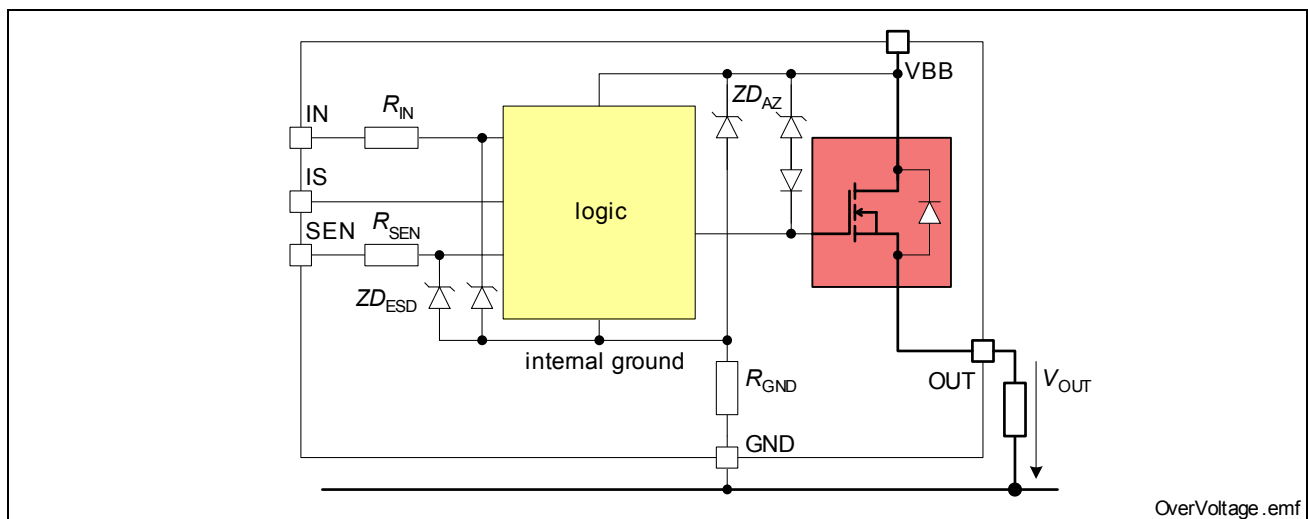 VBB
IN
R_IN
ZD_AZ
IS
logic
SEN
R_SEN
ZD_ESD
internal ground
R_GND
OUT
V_OUT
GND
OverVoltage.emf